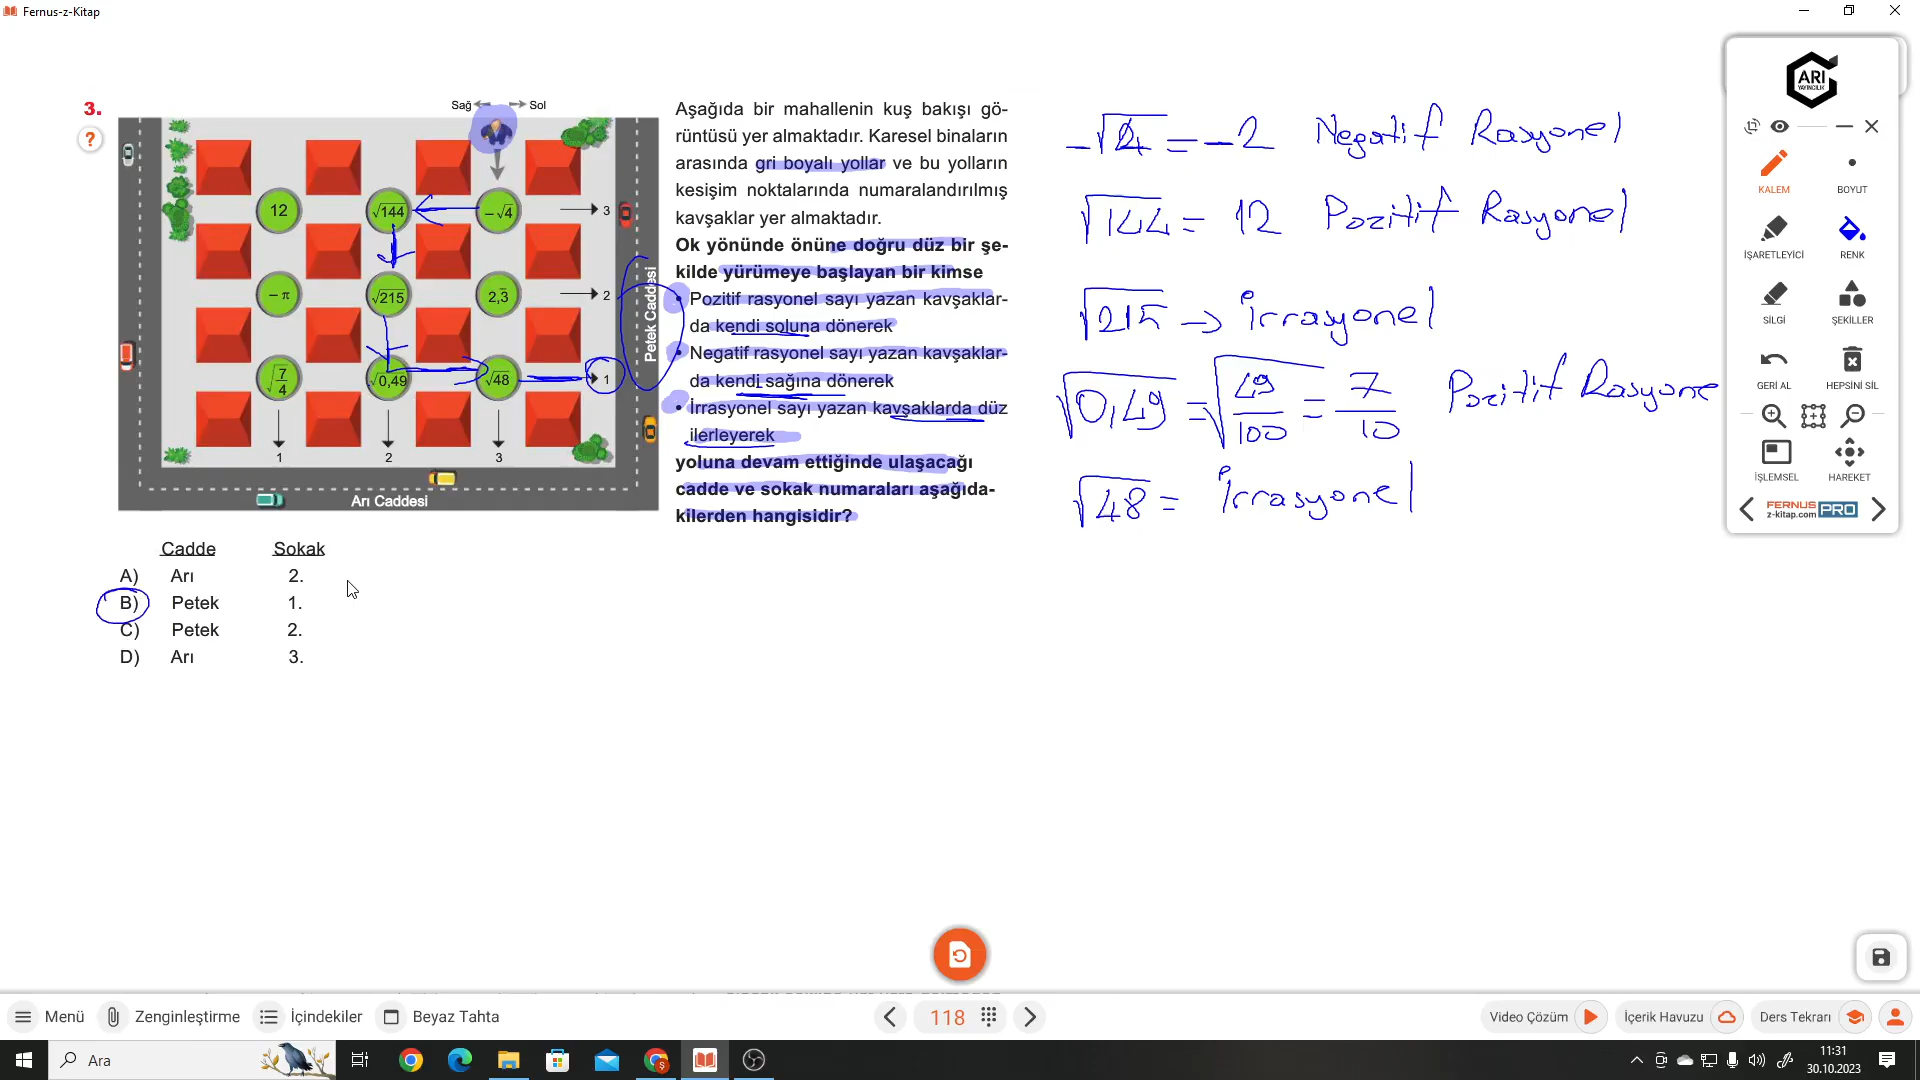 Fernus-z-Kitap
3.
?
Sağ Sol
12 √144 -√4 3
-π √215 2,3̅ 2
√7/4 √0,49 √48 1
1 2 3
Petek Caddesi
Arı Caddesi
Aşağıda bir mahallenin kuş bakışı gö-
rüntüsü yer almaktadır. Karesel binaların
arasında gri boyalı yollar ve bu yolların
kesişim noktalarında numaralandırılmış
kavşaklar yer almaktadır.
Ok yönünde önüne doğru düz bir şe-
kilde yürümeye başlayan bir kimse
• Pozitif rasyonel sayı yazan kavşaklar-
da kendi soluna dönerek
• Negatif rasyonel sayı yazan kavşaklar-
da kendi sağına dönerek
• İrrasyonel sayı yazan kavşaklarda düz
ilerleyerek
yoluna devam ettiğinde ulaşacağı
cadde ve sokak numaraları aşağıda-
kilerden hangisidir?
Cadde Sokak
A) Arı 2.
B) Petek 1.
C) Petek 2.
D) Arı 3.
-√4 = -2 Negatif Rasyonel
√144 = 12 Pozitif Rasyonel
√215 → irrasyonel
√0,49 = √49/100 = 7/10 Pozitif Rasyone
√48 = irrasyonel
ARI
YAYINCILIK
KALEM BOYUT
İŞARETLEYİCİ RENK
SİLGİ ŞEKİLLER
GERİ AL HEPSİNİ SİL
İŞLEMSEL HAREKET
FERNUS
z-kitap.com PRO
Menü Zenginleştirme İçindekiler Beyaz Tahta 118 Video Çözüm İçerik Havuzu Ders Tekrarı
Ara
11:31
30.10.2023